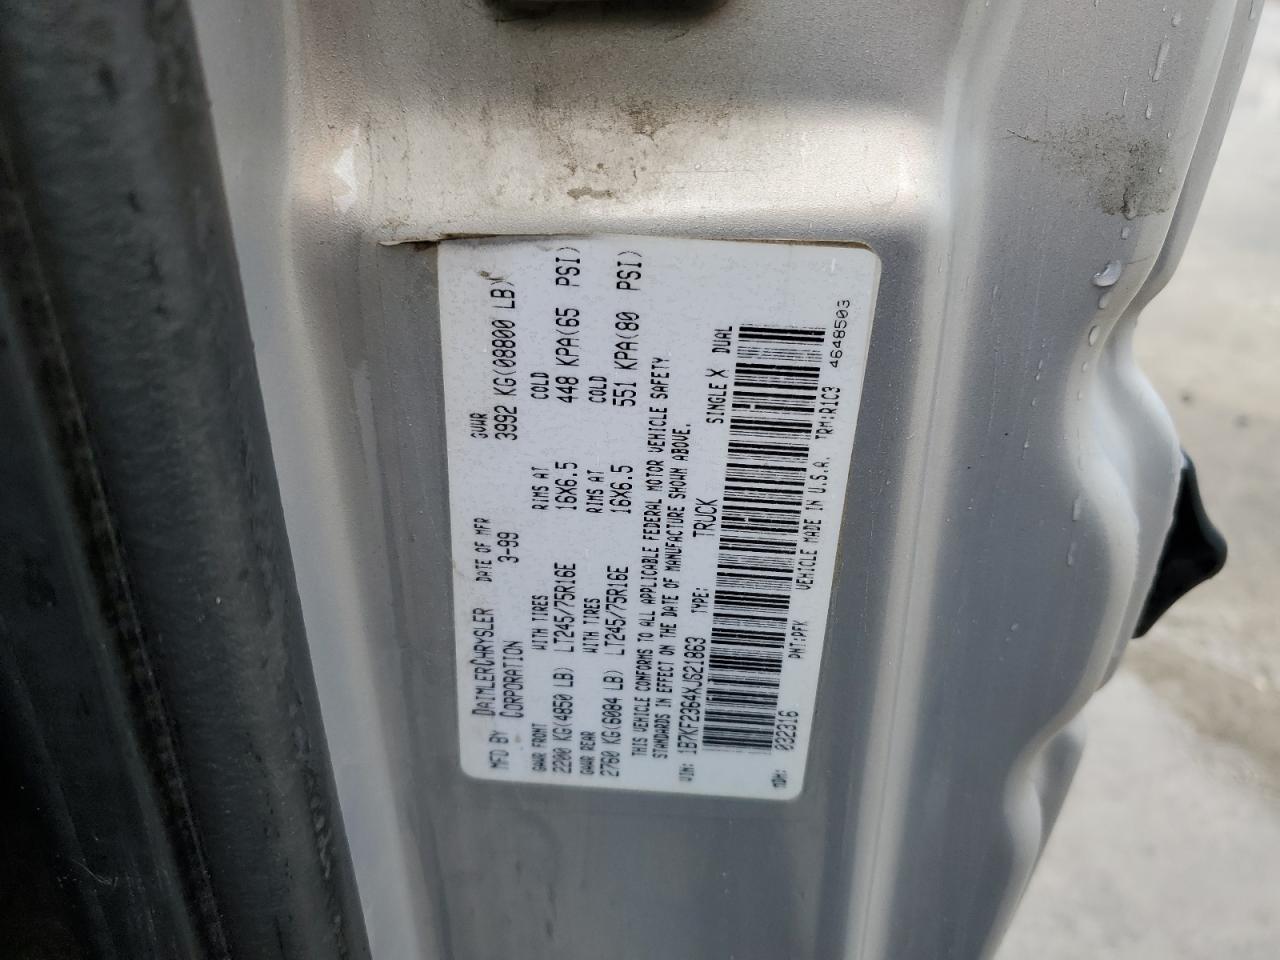 MFD BY DAIMLERCHRYSLER CORPORATION DATE OF MFR 3-99 GVWR 3992 KG(08800 LB)
GAWR FRONT WITH TIRES RIMS AT COLD
2200 KG(4850 LB) LT245/75R16E 16X6.5 448 KPA(65 PSI)
GAWR REAR WITH TIRES RIMS AT COLD
2760 KG(6084 LB) LT245/75R16E 16X6.5 551 KPA(80 PSI)
THIS VEHICLE CONFORMS TO ALL APPLICABLE FEDERAL MOTOR VEHICLE SAFETY
STANDARDS IN EFFECT ON THE DATE OF MANUFACTURE SHOWN ABOVE.
VIN: 1B7KF2364XJS21863 TYPE: TRUCK SINGLE X DUAL
MDH: 032316 PNT:PFK VEHICLE MADE IN U.S.A. TRM:R1C3 4648503